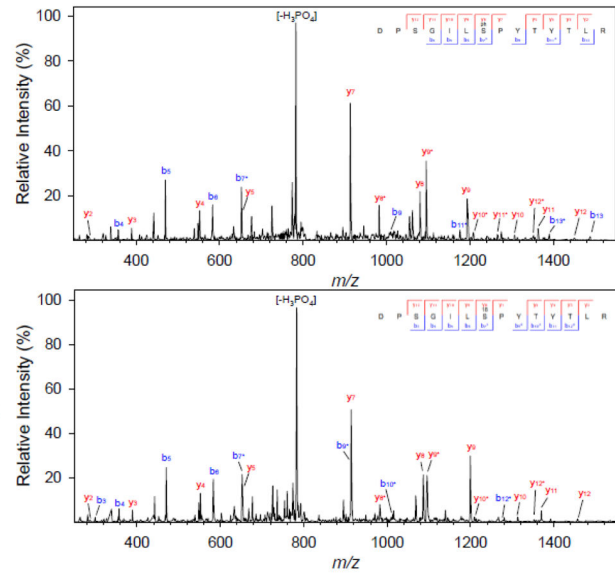 [-H₃PO₄]
100
80
60
40
20
Relative Intensity (%)
D P S G I L S P Y T Y T L R
y₂
b₄
y₃
b₅
y₄
b₆
b₇*
y₅
y₇
y₈*
b₉
y₈
y₉*
b₁₁*
y₉
y₁₀*
y₁₁*
y₁₀
y₁₂*
y₁₁
b₁₃*
y₁₂
b₁₃
400 600 800 1000 1200 1400
m/z
[-H₃PO₄]
100
80
60
40
20
Relative Intensity (%)
D P S G I L S P Y T Y T L R
y₂
b₃
b₄
y₃
b₅
y₄
b₆
b₇*
y₅
b₉*
y₇
y₈*
b₁₀*
y₈
y₉*
y₉
y₁₀*
b₁₂*
y₁₀
y₁₂*
y₁₁
y₁₂
400 600 800 1000 1200 1400
m/z